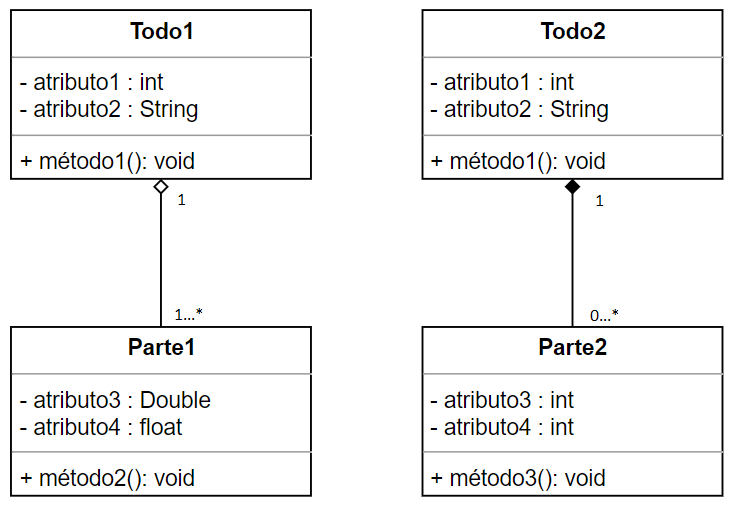 Todo1
- atributo1 : int
- atributo2 : String
+ método1(): void
1
1...*
Parte1
- atributo3 : Double
- atributo4 : float
+ método2(): void
Todo2
- atributo1 : int
- atributo2 : String
+ método1(): void
1
0...*
Parte2
- atributo3 : int
- atributo4 : int
+ método3(): void